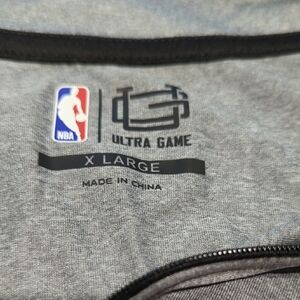 NBA
ULTRA GAME
X LARGE
MADE IN CHINA